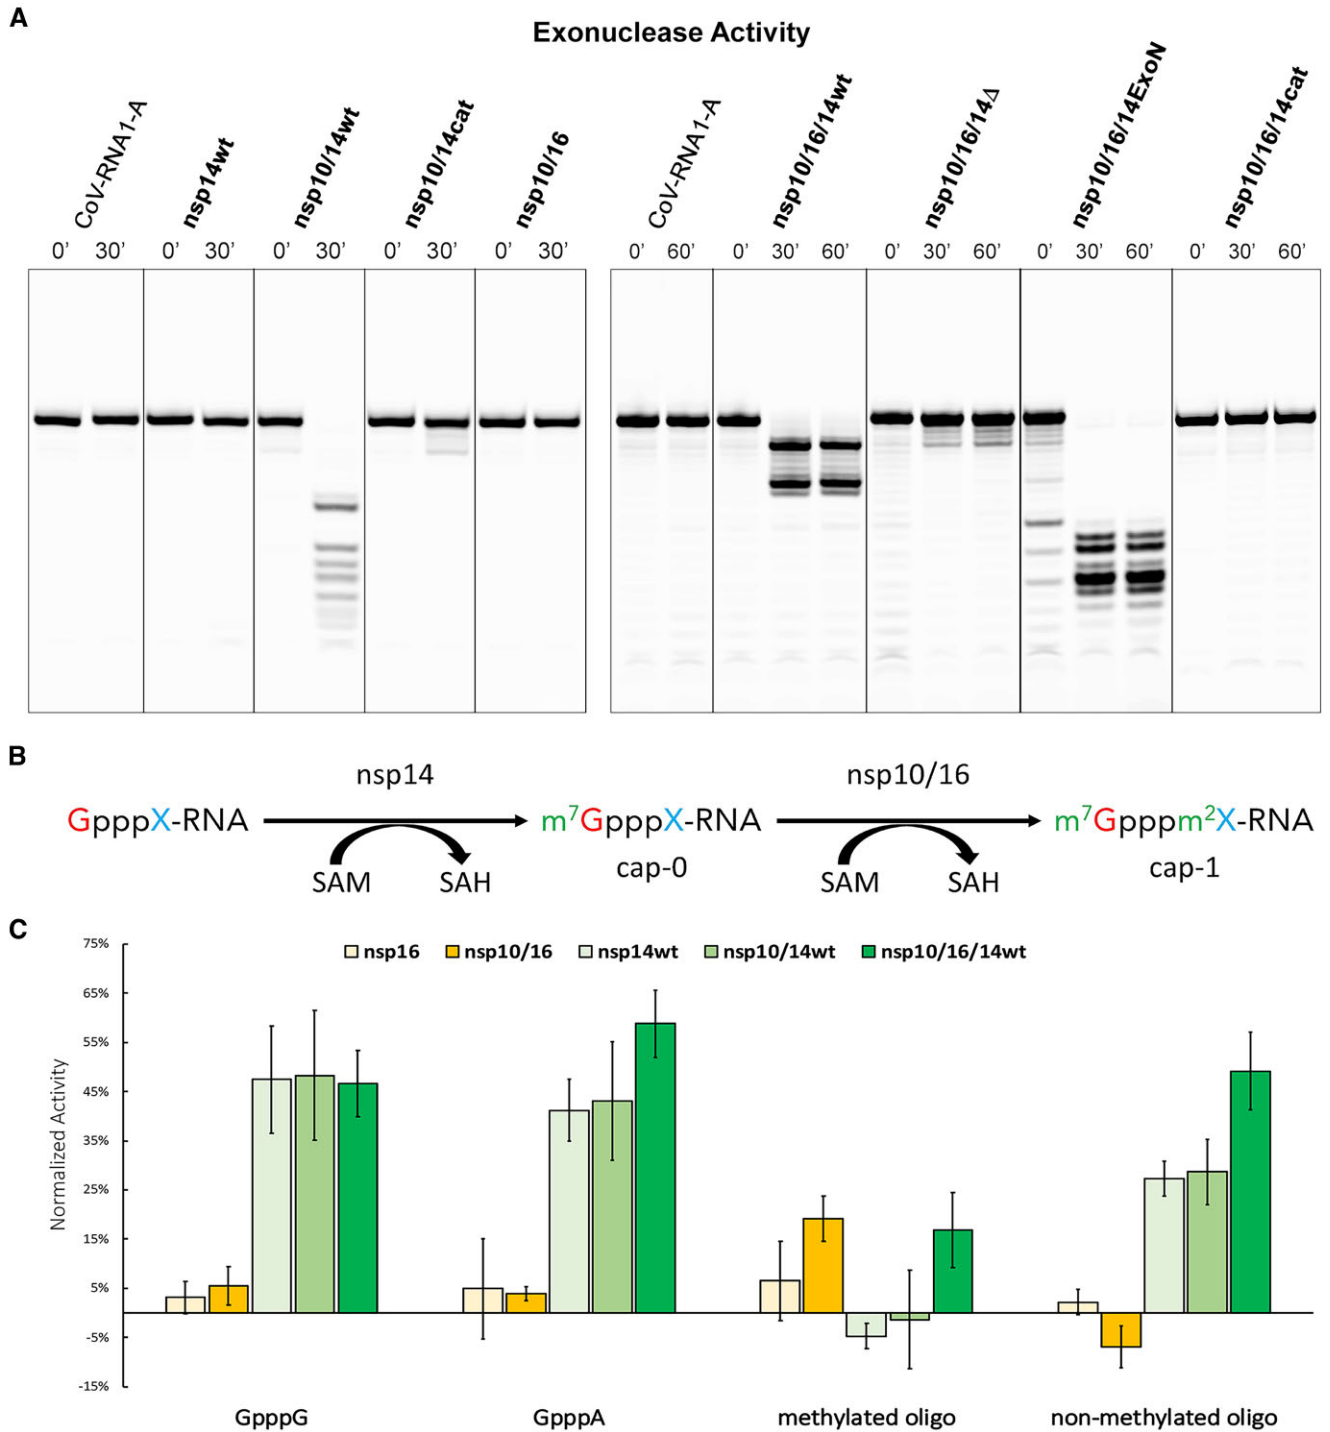 A
Exonuclease Activity
CoV-RNA1-A nsp14wt nsp10/14wt nsp10/14cat nsp10/16 CoV-RNA1-A nsp10/16/14wt nsp10/16/14Δ nsp10/16/14ExoN nsp10/16/14cat
0' 30' 0' 30' 0' 30' 0' 30' 0' 30' 0' 60' 0' 30' 60' 0' 30' 60' 0' 30' 60' 0' 30' 60'
B
nsp14 nsp10/16
GpppX-RNA m⁷GpppX-RNA m⁷Gpppm²X-RNA
SAM SAH cap-0 SAM SAH cap-1
C
75%
nsp16 nsp10/16 nsp14wt nsp10/14wt nsp10/16/14wt
65%
55%
45%
35%
25%
15%
5%
-5%
-15%
Normalized Activity
GpppG GpppA methylated oligo non-methylated oligo